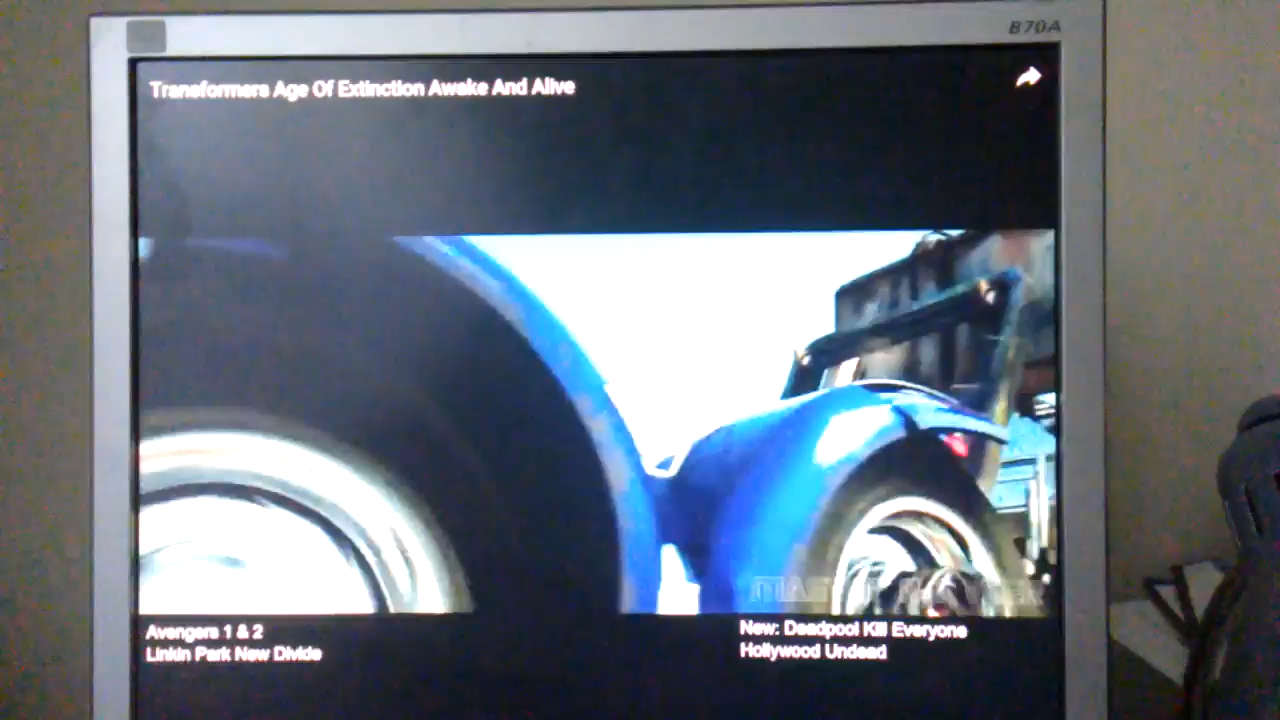 B70A
Transformers Age Of Extinction Awake And Alive
Avengers 1 & 2
Linkin Park New Divide
New: Deadpool Kill Everyone
Hollywood Undead